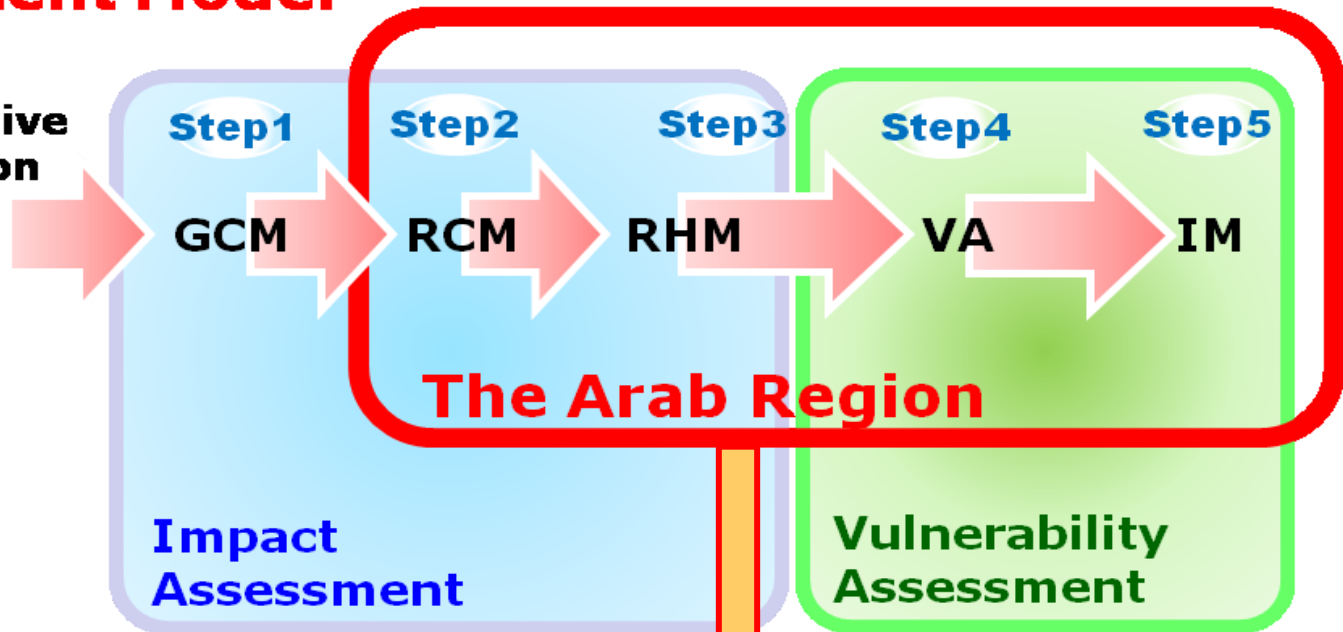 Step1 Step2 Step3 Step4 Step5
GCM RCM RHM VA IM
The Arab Region
Impact
Assessment
Vulnerability
Assessment